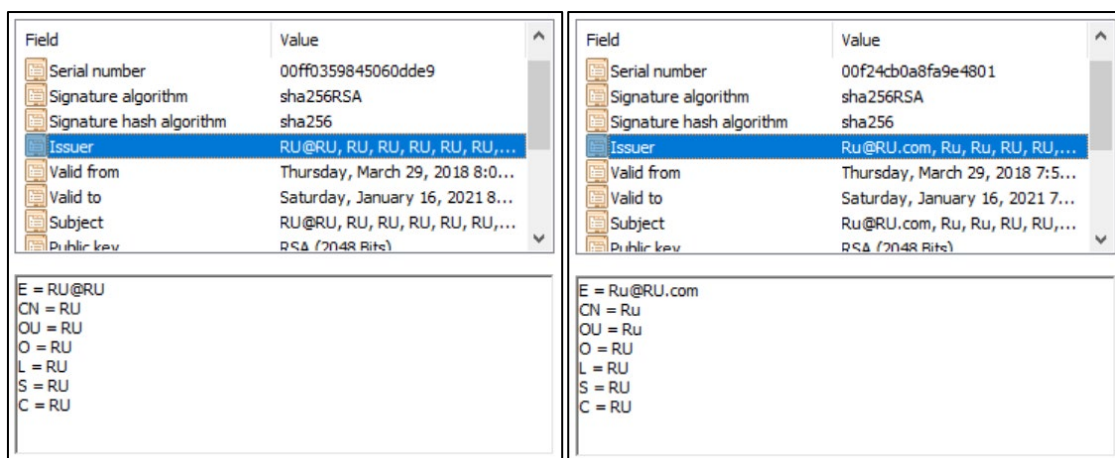 Field Value
Serial number 00ff0359845060dde9
Signature algorithm sha256RSA
Signature hash algorithm sha256
Issuer RU@RU, RU, RU, RU, RU, RU,...
Valid from Thursday, March 29, 2018 8:0...
Valid to Saturday, January 16, 2021 8...
Subject RU@RU, RU, RU, RU, RU, RU,...
Public key RSA (2048 Bits)
E = RU@RU
CN = RU
OU = RU
O = RU
L = RU
S = RU
C = RU
Field Value
Serial number 00f24cb0a8fa9e4801
Signature algorithm sha256RSA
Signature hash algorithm sha256
Issuer Ru@RU.com, Ru, Ru, RU, RU,...
Valid from Thursday, March 29, 2018 7:5...
Valid to Saturday, January 16, 2021 7...
Subject Ru@RU.com, Ru, Ru, RU, RU,...
Public key RSA (2048 Bits)
E = Ru@RU.com
CN = Ru
OU = Ru
O = RU
L = RU
S = RU
C = RU